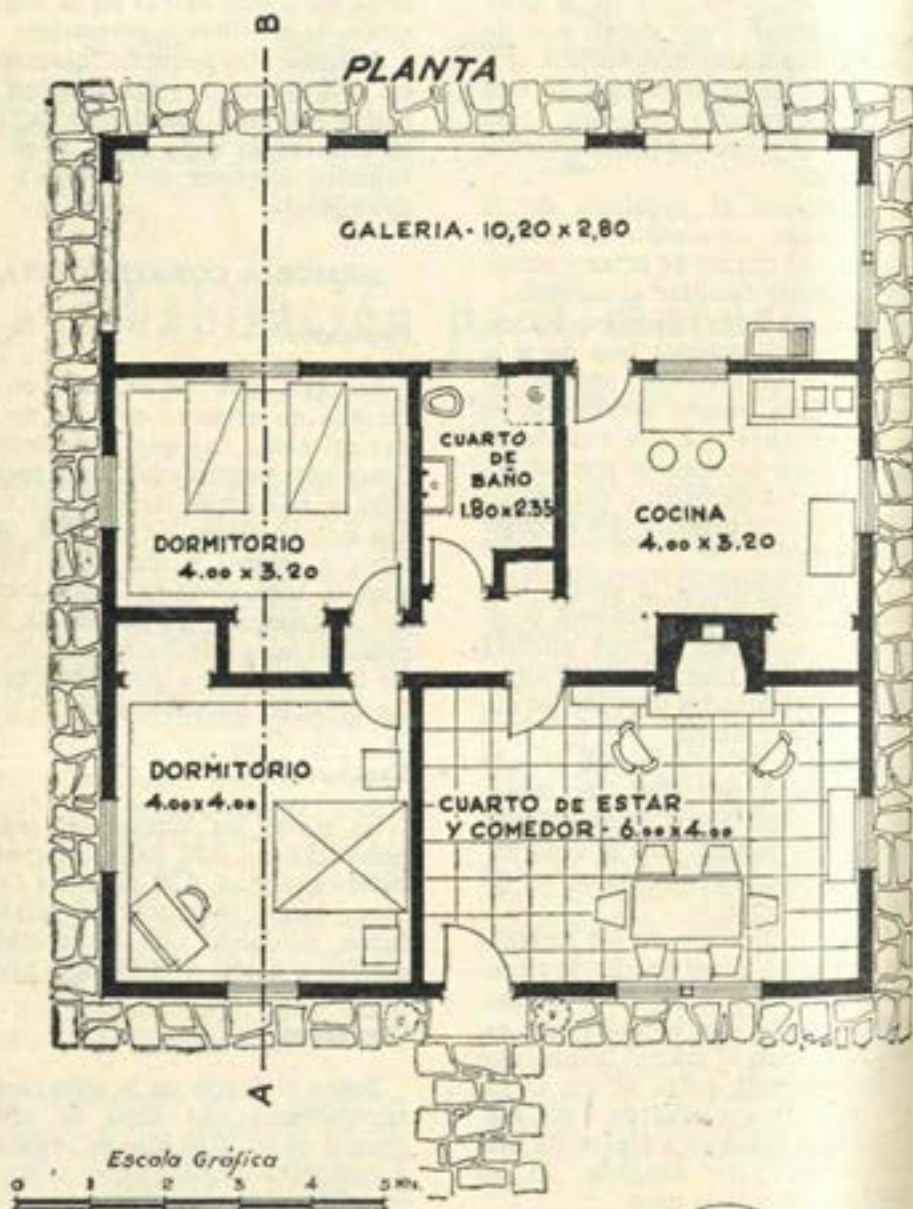 B
PLANTA
GALERIA - 10,20 x 2,80
CUARTO
DE
BAÑO
1.80 x 2.35
COCINA
4.00 x 3.20
DORMITORIO
4.00 x 3.20
DORMITORIO
4.00 x 4.00
CUARTO DE ESTAR
Y COMEDOR - 6.00 x 4.00
A
Escala Gráfica
0 1 2 3 4 5 Mts.